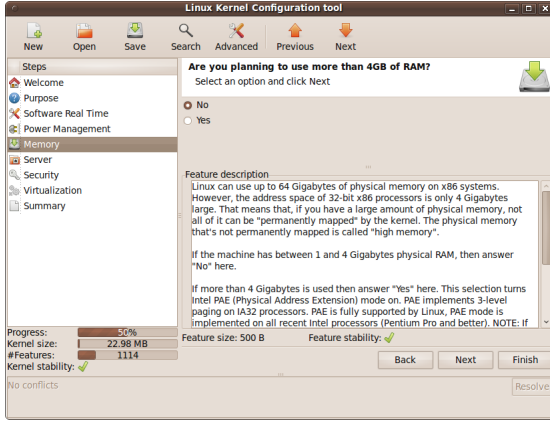 Linux Kernel Configuration tool
New Open Save Search Advanced Previous Next
Steps
Welcome
Purpose
Software Real Time
Power Management
Memory
Server
Security
Virtualization
Summary
Are you planning to use more than 4GB of RAM?
Select an option and click Next
No
Yes
Feature description
Linux can use up to 64 Gigabytes of physical memory on x86 systems.
However, the address space of 32-bit x86 processors is only 4 Gigabytes
large. That means that, if you have a large amount of physical memory, not
all of it can be "permanently mapped" by the kernel. The physical memory
that's not permanently mapped is called "high memory".
If the machine has between 1 and 4 Gigabytes physical RAM, then answer
"No" here.
If more than 4 Gigabytes is used then answer "Yes" here. This selection turns
Intel PAE (Physical Address Extension) mode on. PAE implements 3-level
paging on IA32 processors. PAE is fully supported by Linux, PAE mode is
implemented on all recent Intel processors (Pentium Pro and better). NOTE: If
Feature size: 500 B Feature stability:
Progress: 50%
Kernel size: 22.98 MB
#Features: 1114
Kernel stability:
Back Next Finish
No conflicts
Resolve